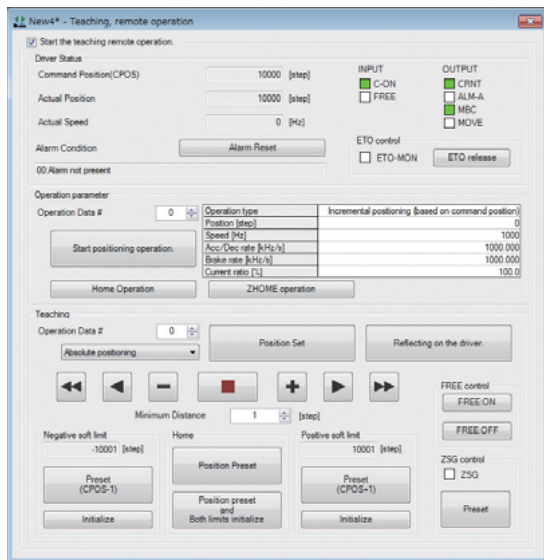 New4* - Teaching, remote operation
Start the teaching remote operation.
Driver Status
Command Position(CPOS) 10000 [step]
Actual Position 10000 [step]
Actual Speed 0 [Hz]
Alarm Condition Alarm Reset
00:Alarm not present
INPUT
C-ON
FREE
OUTPUT
CRNT
ALM-A
MBC
MOVE
ETO control
ETO-MON ETO release
Operation parameter
Operation Data # 0
Start positioning operation.
Operation type Incremental positioning (based on command position)
Position [step] 0
Speed [Hz] 1000
Acc/Dec rate [kHz/s] 1000.000
Brake rate [kHz/s] 1000.000
Current ratio [%] 100.0
Home Operation ZHOME operation
Teaching
Operation Data # 0
Absolute positioning
Position Set Reflecting on the driver.
Minimum Distance 1 [step]
Negative soft limit
-10001 [step]
Preset
(CPOS-1)
Initialize
Home
Position Preset
Position preset
and
Both limits initialize
Positive soft limit
10001 [step]
Preset
(CPOS+1)
Initialize
FREE control
FREE:ON
FREE:OFF
ZSG control
ZSG
Preset